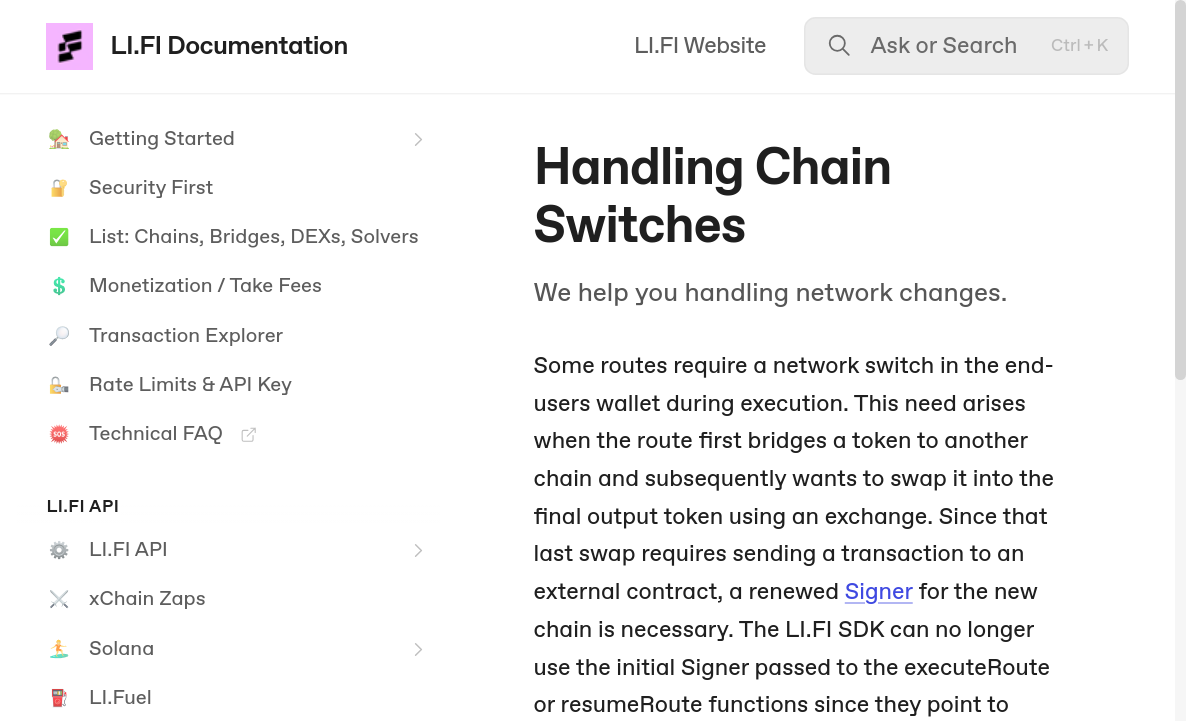 LI.FI Documentation
LI.FI Website
Ask or Search
Ctrl + K
Getting Started
Security First
List: Chains, Bridges, DEXs, Solvers
Monetization / Take Fees
Transaction Explorer
Rate Limits & API Key
SOS
Technical FAQ
LI.FI API
LI.FI API
xChain Zaps
Solana
LI.Fuel
Handling Chain
Switches
We help you handling network changes.
Some routes require a network switch in the end-
users wallet during execution. This need arises
when the route first bridges a token to another
chain and subsequently wants to swap it into the
final output token using an exchange. Since that
last swap requires sending a transaction to an
external contract, a renewed Signer for the new
chain is necessary. The LI.FI SDK can no longer
use the initial Signer passed to the executeRoute
or resumeRoute functions since they point to